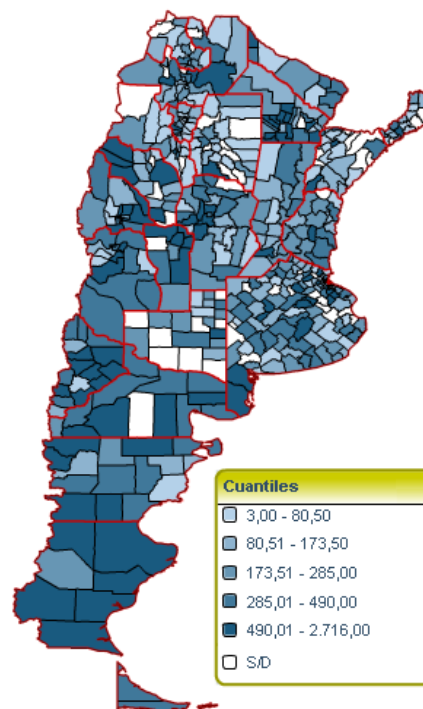 Cuantiles
3,00 - 80,50
80,51 - 173,50
173,51 - 285,00
285,01 - 490,00
490,01 - 2.716,00
S/D